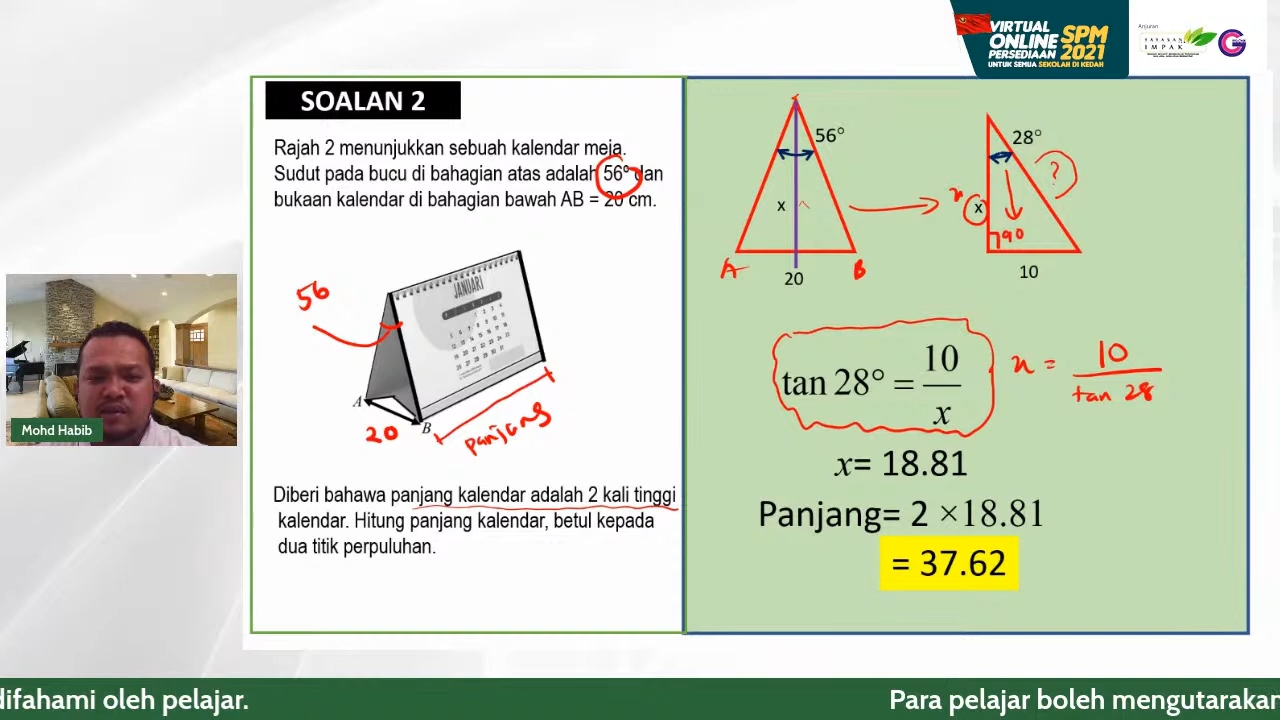 VIRTUAL
ONLINE
PERSEDIAAN
SPM
2021
UNTUK SEMUA SEKOLAH DI KEDAH
Anjuran
YAYASAN
IMPAK
G
SOALAN 2
Rajah 2 menunjukkan sebuah kalendar meja.
Sudut pada bucu di bahagian atas adalah 56° dan
bukaan kalendar di bahagian bawah AB = 20 cm.
56
JANUARI
A
B
20
panjang
Diberi bahawa panjang kalendar adalah 2 kali tinggi
kalendar. Hitung panjang kalendar, betul kepada
dua titik perpuluhan.
56°
x
A
B
20
28°
?
x
x
90
10
tan 28° = 10/x
x = 10/tan 28
x= 18.81
Panjang= 2 ×18.81
= 37.62
Mohd Habib
difahami oleh pelajar.
Para pelajar boleh mengutarakan